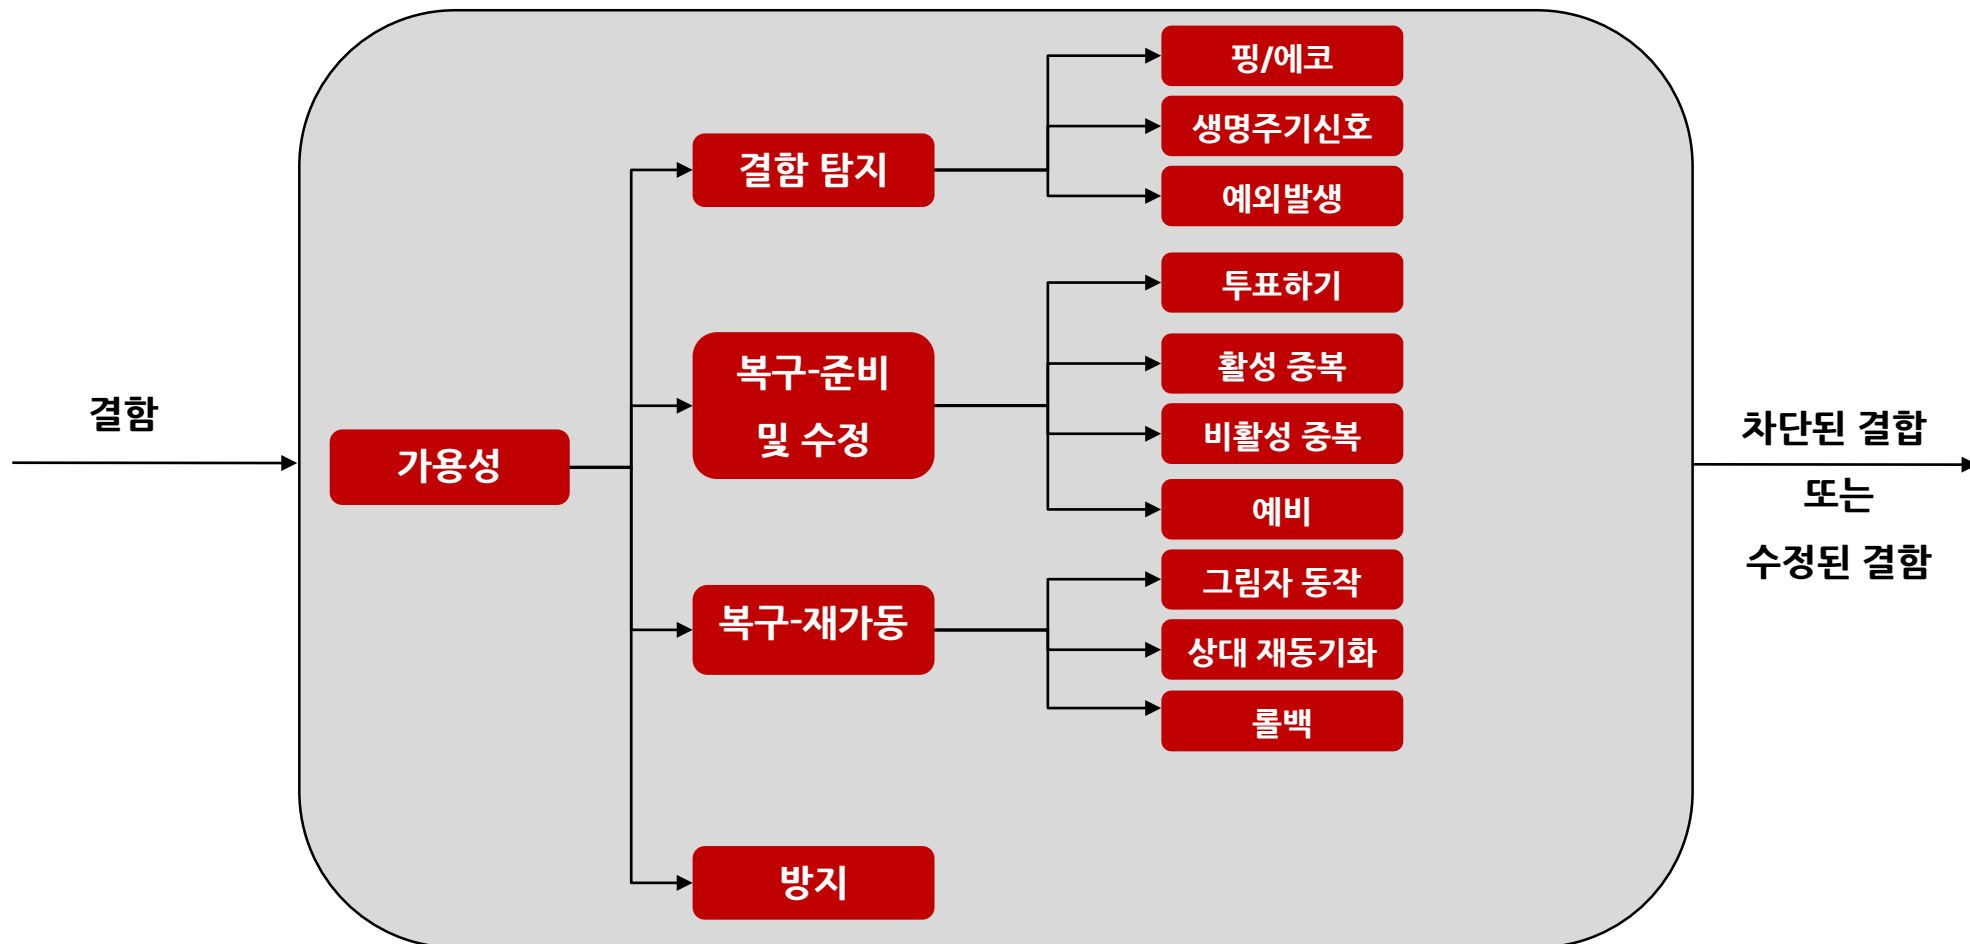 결함
가용성
결함 탐지
핑/에코
생명주기신호
예외발생
복구-준비
및 수정
투표하기
활성 중복
비활성 중복
예비
복구-재가동
그림자 동작
상대 재동기화
롤백
방지
차단된 결합
또는
수정된 결함